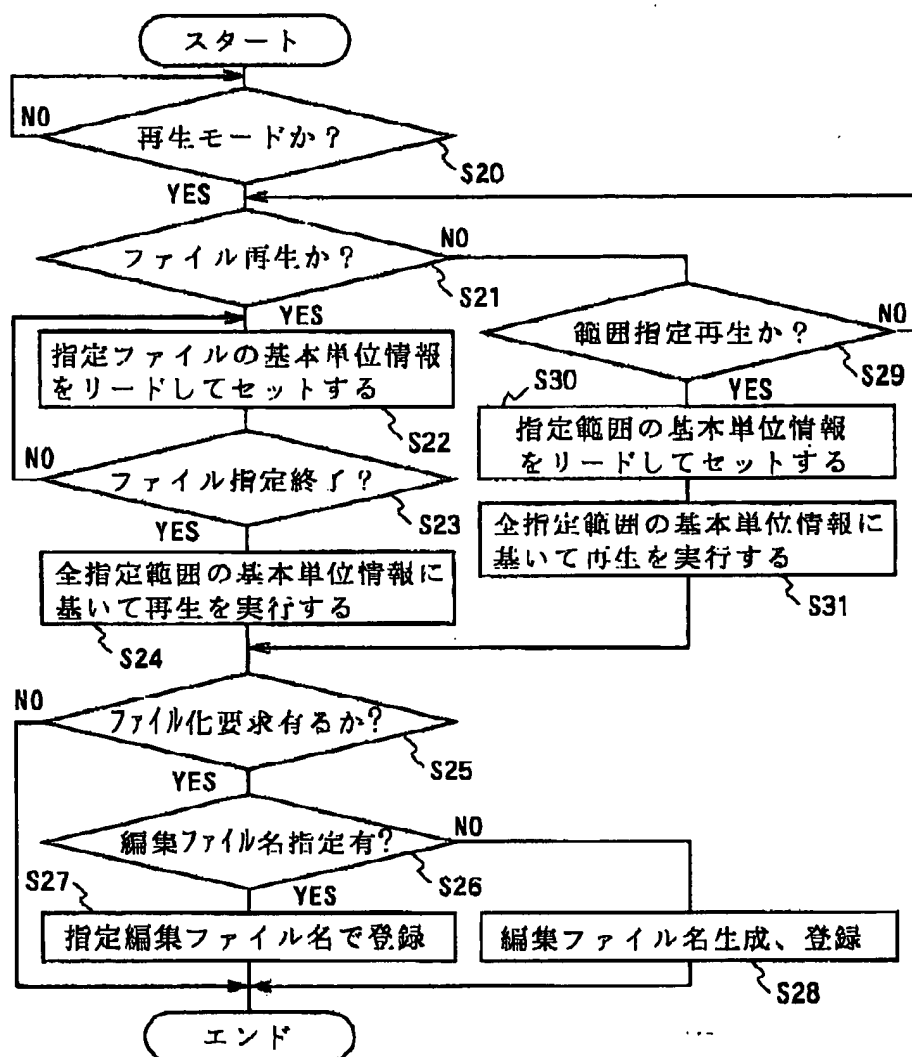 スタート
NO
再生モードか?
S20
YES
ファイル再生か?
NO
S21
YES
範囲指定再生か?
NO
S29
指定ファイルの基本単位情報
をリードしてセットする
S22
S30
YES
指定範囲の基本単位情報
をリードしてセットする
NO
ファイル指定終了?
S23
YES
全指定範囲の基本単位情報に
基いて再生を実行する
S31
全指定範囲の基本単位情報に
基いて再生を実行する
S24
NO
ファイル化要求有るか?
S25
YES
編集ファイル名指定有?
NO
S26
S27
YES
指定編集ファイル名で登録
編集ファイル名生成、登録
S28
エンド